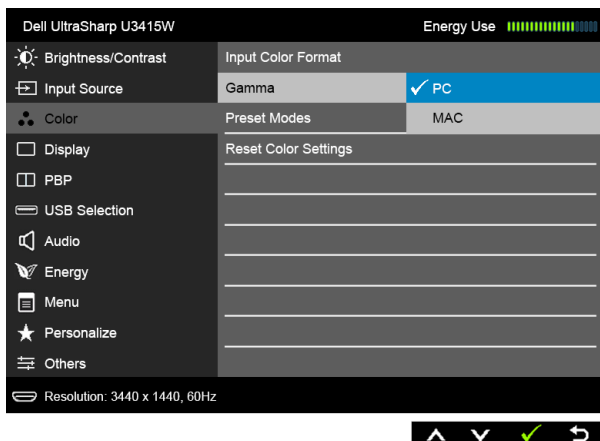 Dell UltraSharp U3415W Energy Use
Brightness/Contrast Input Color Format
Input Source Gamma PC
Color Preset Modes MAC
Display Reset Color Settings
PBP
USB Selection
Audio
Energy
Menu
Personalize
Others
Resolution: 3440 x 1440, 60Hz